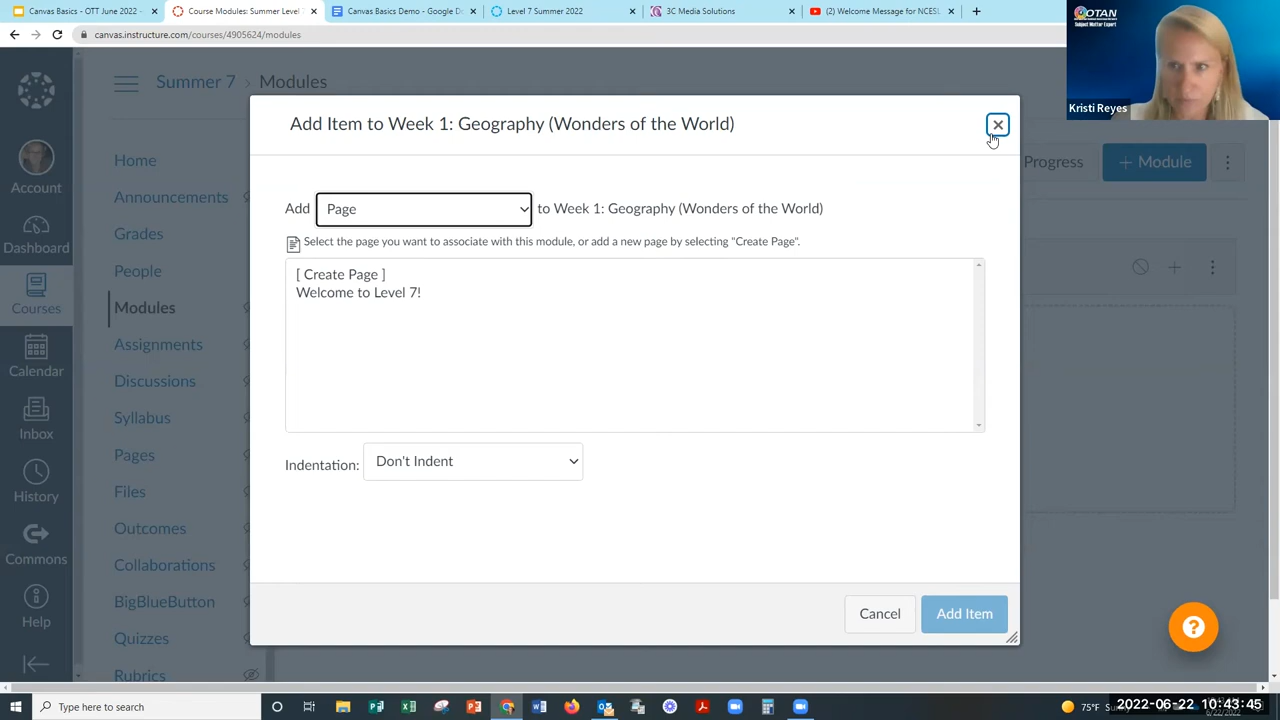 Canvas Basics - OTT June 2022
Course Modules: Summer Level 7
Canvas Basics Demo - Google Do
Level 7 Summer 2022
3C Media Solutions
(2) Welcome Message for NCESL
canvas.instructure.com/courses/4905624/modules
OTAN
Subject Matter Expert
Kristi Reyes
Summer 7 › Modules
Account
Dashboard
Courses
Calendar
Inbox
History
Commons
Help
Home
Announcements
Grades
People
Modules
Assignments
Discussions
Syllabus
Pages
Files
Outcomes
Collaborations
BigBlueButton
Quizzes
Rubrics
Progress
+ Module
Add Item to Week 1: Geography (Wonders of the World)
Add Page to Week 1: Geography (Wonders of the World)
Select the page you want to associate with this module, or add a new page by selecting "Create Page".
[ Create Page ]
Welcome to Level 7!
Indentation: Don't Indent
Cancel
Add Item
Type here to search
75°F
2022-06-22 10:43:45